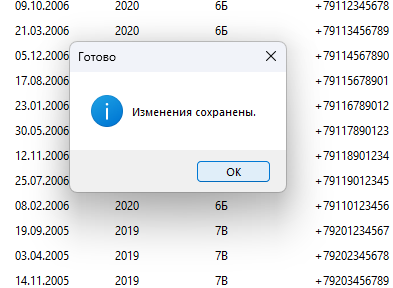 09.10.2006 2020 6Б +79112345678
21.03.2006 2020 6Б +79113456789
05.12.2006 +79114567890
Готово
17.08.2006 +79115678901
23.01.2006 Изменения сохранены. +79116789012
30.05.2006 +79117890123
12.11.2006 +79118901234
25.07.2006 ОК +79119012345
08.02.2006 2020 6Б +79110123456
19.09.2005 2019 7В +79201234567
03.04.2005 2019 7В +79202345678
14.11.2005 2019 7В +79203456789